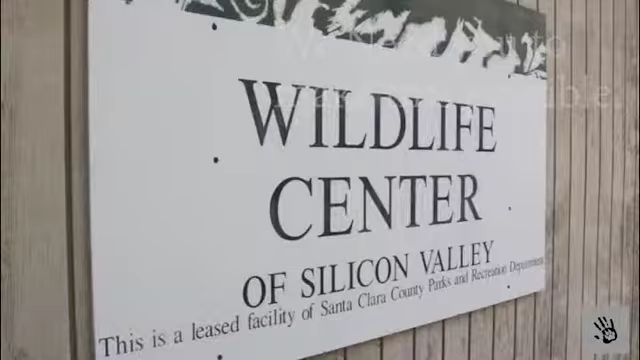 WILDLIFE
CENTER
OF SILICON VALLEY
This is a leased facility of Santa Clara County Parks and Recreation Department